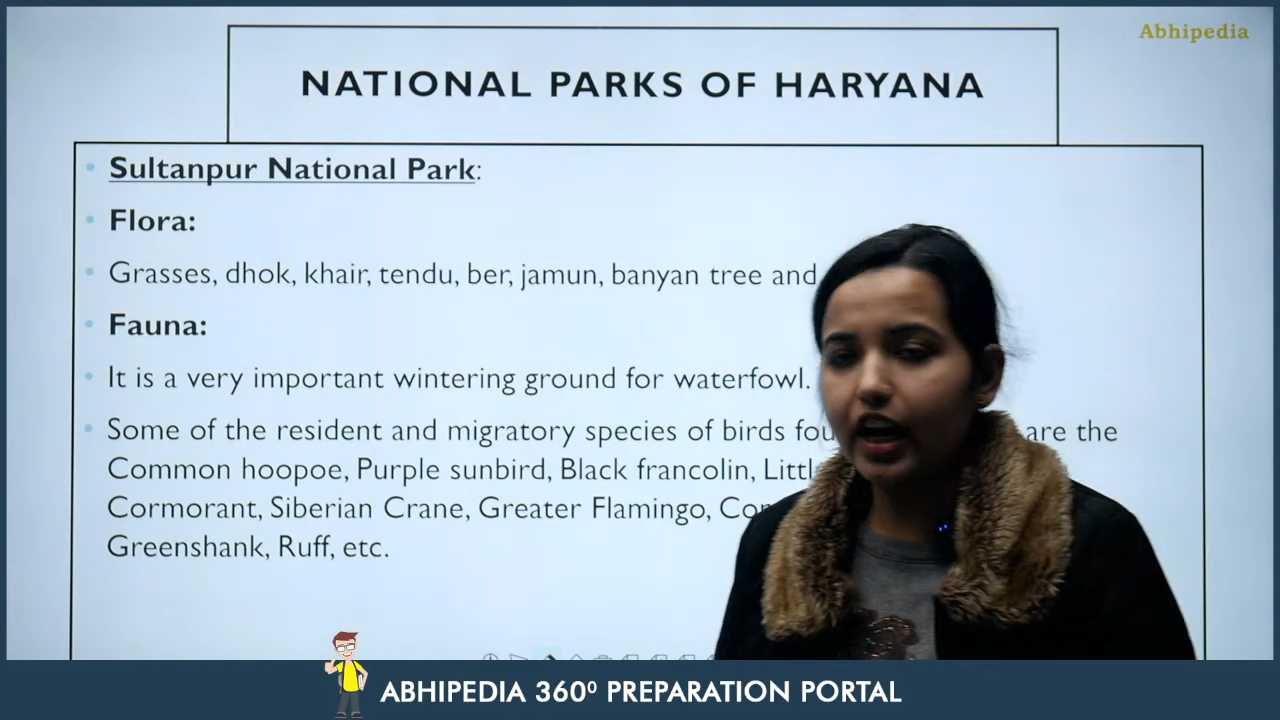 Abhipedia
NATIONAL PARKS OF HARYANA
• Sultanpur National Park:
• Flora:
• Grasses, dhok, khair, tendu, ber, jamun, banyan tree and
• Fauna:
• It is a very important wintering ground for waterfowl.
• Some of the resident and migratory species of birds are the
Common hoopoe, Purple sunbird, Black francolin,
Cormorant, Siberian Crane, Greater Flamingo,
Greenshank, Ruff, etc.
ABHIPEDIA 360⁰ PREPARATION PORTAL